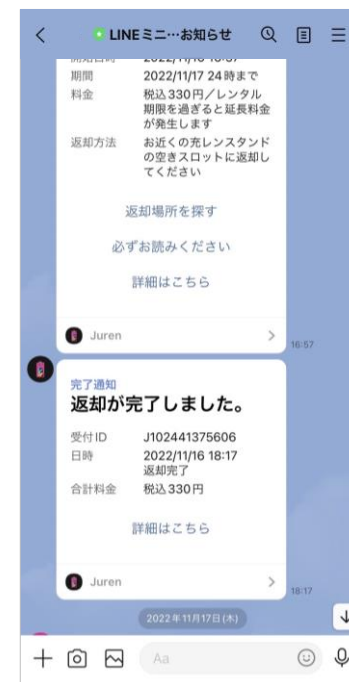 LINEミニ…お知らせ
期間 2022/11/17 24時まで
料金 税込330円／レンタル
期限を過ぎると延長料金
が発生します
返却方法 お近くの充レンスタンド
の空きスロットに返却し
てください
返却場所を探す
必ずお読みください
詳細はこちら
Juren
16:57
完了通知
返却が完了しました。
受付ID J102441375606
日時 2022/11/16 18:17
返却完了
合計料金 税込330円
詳細はこちら
Juren
18:17
2022年11月17日(木)
Aa